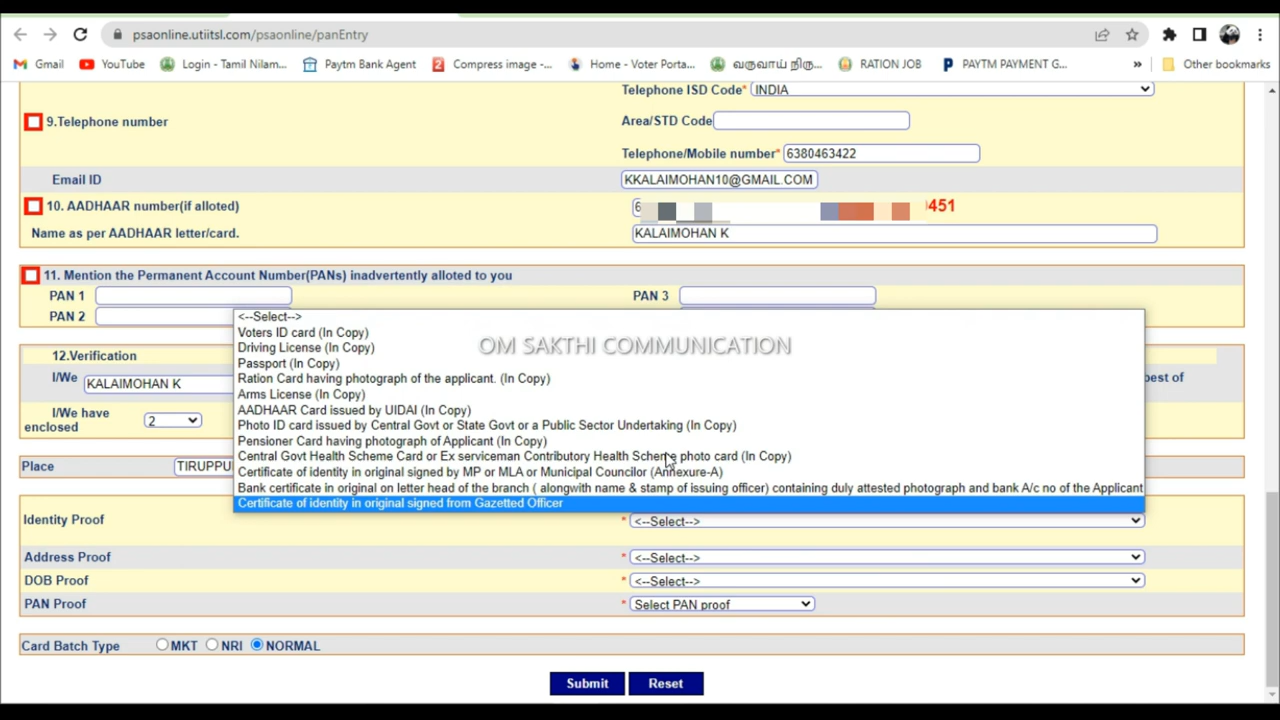 psaonline.utiitsl.com/psaonline/panEntry
Gmail YouTube Login - Tamil Nilam... Paytm Bank Agent Compress image -... Home - Voter Porta... வருவாய் நிரு... RATION JOB PAYTM PAYMENT G... » Other bookmarks
Telephone ISD Code* INDIA
9.Telephone number Area/STD Code
Telephone/Mobile number* 6380463422
Email ID KKALAIMOHAN10@GMAIL.COM
10. AADHAAR number(if alloted) 6 451
Name as per AADHAAR letter/card. KALAIMOHAN K
11. Mention the Permanent Account Number(PANs) inadvertently alloted to you
PAN 1 PAN 3
PAN 2
<--Select-->
Voters ID card (In Copy)
Driving License (In Copy)
OM SAKTHI COMMUNICATION
12.Verification
Passport (In Copy)
I/We KALAIMOHAN K best of
Ration Card having photograph of the applicant. (In Copy)
Arms License (In Copy)
AADHAAR Card issued by UIDAI (In Copy)
I/We have enclosed 2
Photo ID card issued by Central Govt or State Govt or a Public Sector Undertaking (In Copy)
Pensioner Card having photograph of Applicant (In Copy)
Central Govt Health Scheme Card or Ex serviceman Contributory Health Scheme photo card (In Copy)
Place TIRUPPU
Certificate of identity in original signed by MP or MLA or Municipal Councilor (Annexure-A)
Bank certificate in original on letter head of the branch ( alongwith name & stamp of issuing officer) containing duly attested photograph and bank A/c no of the Applicant
Certificate of identity in original signed from Gazetted Officer
Identity Proof * <--Select-->
Address Proof * <--Select-->
DOB Proof * <--Select-->
PAN Proof * Select PAN proof
Card Batch Type MKT NRI NORMAL
Submit Reset